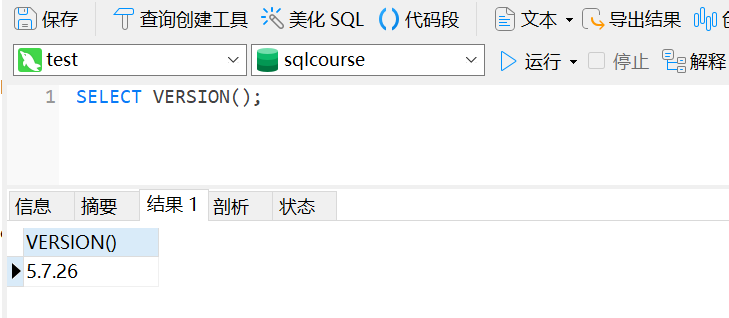 保存 查询创建工具 美化 SQL () 代码段 文本 导出结果
test sqlcourse 运行 停止 解释
1 SELECT VERSION();
信息 摘要 结果 1 剖析 状态
VERSION()
5.7.26